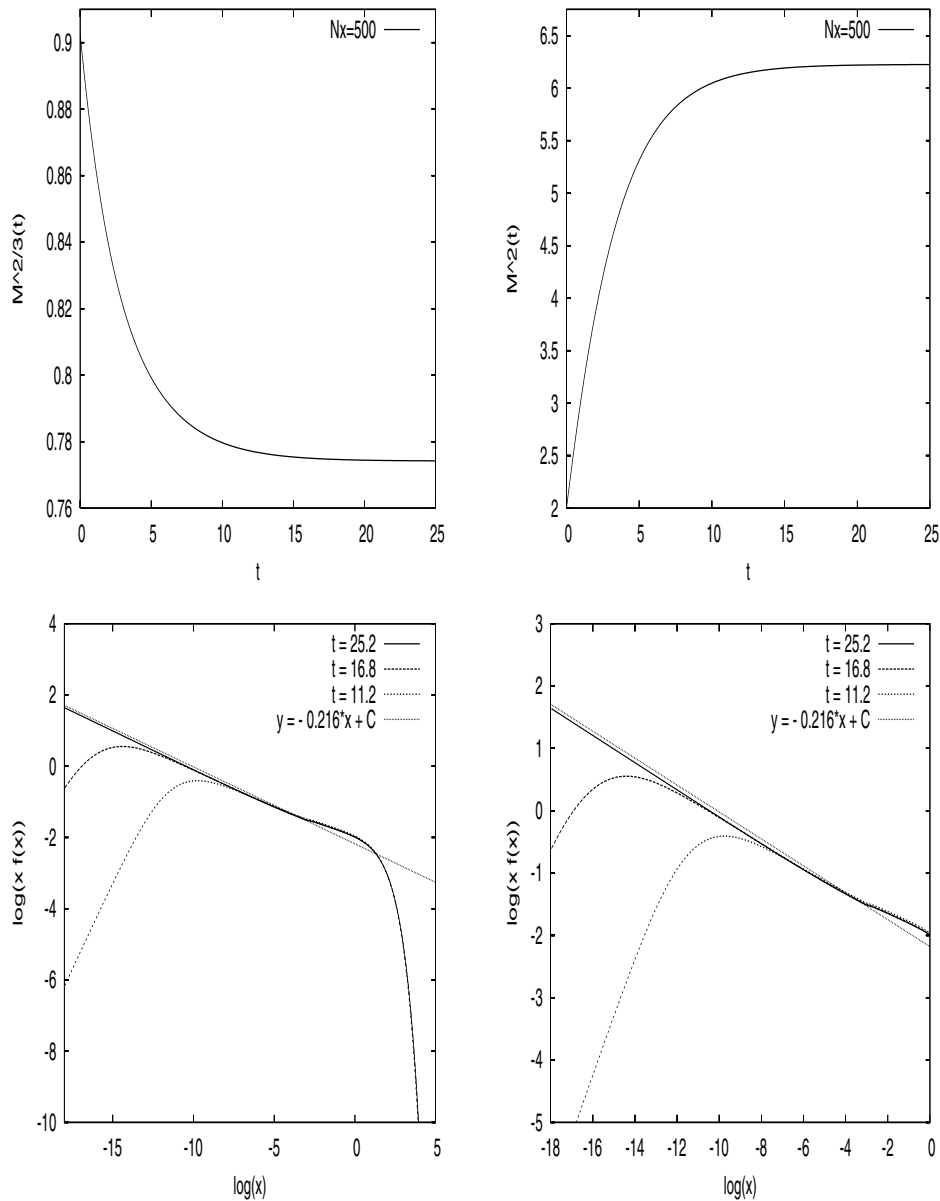 Nx=500
0.9
0.88
0.86
0.84
0.82
0.8
0.78
0.76
M^2/3(t)
0 5 10 15 20 25
t
Nx=500
6.5
6
5.5
5
4.5
4
3.5
3
2.5
2
M^2(t)
0 5 10 15 20 25
t
t = 25.2
t = 16.8
t = 11.2
y = - 0.216*x + C
4
2
0
-2
-4
-6
-8
-10
log(x f(x))
-15 -10 -5 0 5
log(x)
t = 25.2
t = 16.8
t = 11.2
y = - 0.216*x + C
3
2
1
0
-1
-2
-3
-4
-5
log(x f(x))
-18 -16 -14 -12 -10 -8 -6 -4 -2 0
log(x)